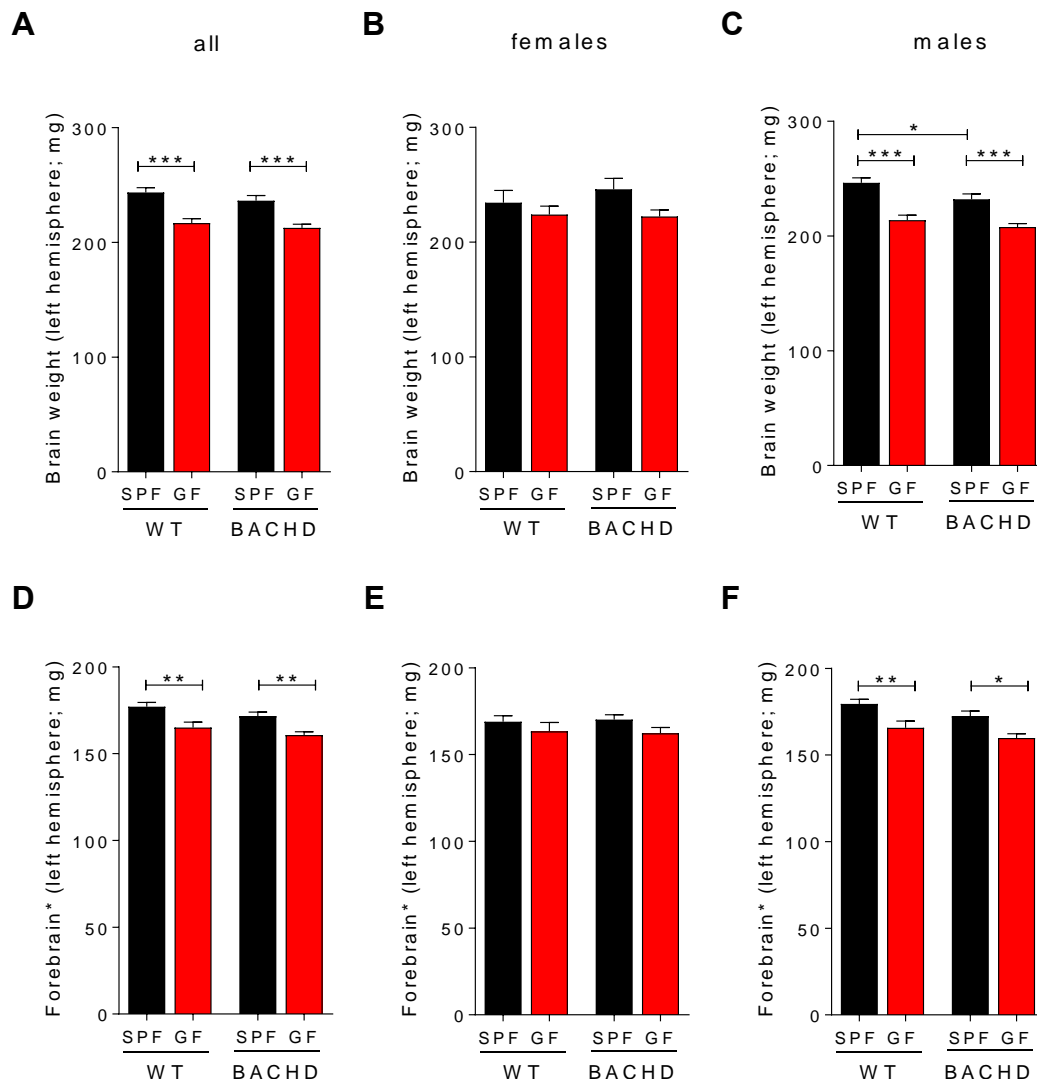 A
all
Brain weight (left hemisphere; mg)
300
200
100
0
***
***
SPF GF
SPF GF
WT
BACHD
B
females
Brain weight (left hemisphere; mg)
300
200
100
0
SPF GF
SPF GF
WT
BACHD
C
males
Brain weight (left hemisphere; mg)
300
200
100
0
*
***
***
SPF GF
SPF GF
WT
BACHD
D
Forebrain* (left hemisphere; mg)
200
150
100
50
0
**
**
SPF GF
SPF GF
WT
BACHD
E
Forebrain* (left hemisphere; mg)
200
150
100
50
0
SPF GF
SPF GF
WT
BACHD
F
Forebrain* (left hemisphere; mg)
200
150
100
50
0
**
*
SPF GF
SPF GF
WT
BACHD